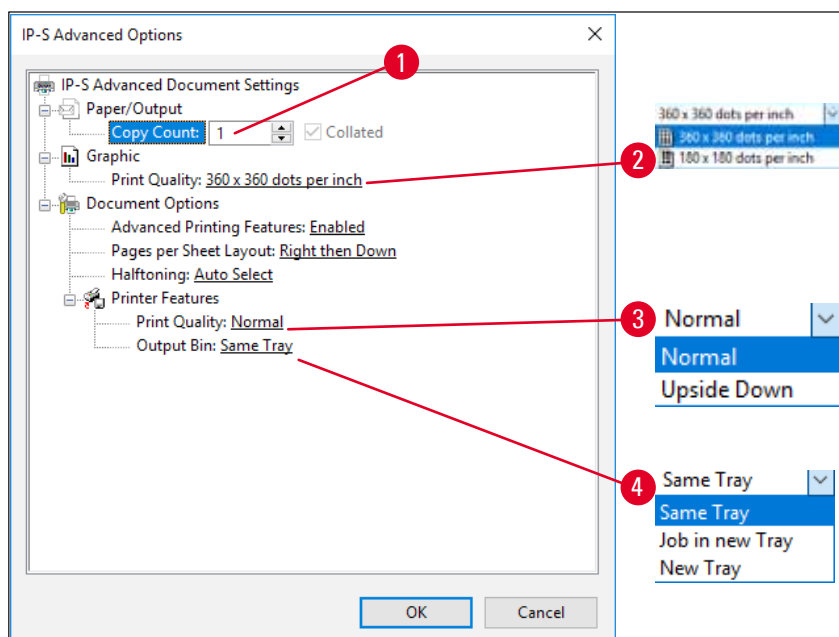 IP-S Advanced Options
IP-S Advanced Document Settings
Paper/Output
Copy Count: 1 Collated
Graphic
Print Quality: 360 x 360 dots per inch
Document Options
Advanced Printing Features: Enabled
Pages per Sheet Layout: Right then Down
Halftoning: Auto Select
Printer Features
Print Quality: Normal
Output Bin: Same Tray
OK Cancel
1
2
360 x 360 dots per inch
360 x 360 dots per inch
180 x 180 dots per inch
3
Normal
Normal
Upside Down
4
Same Tray
Same Tray
Job in new Tray
New Tray